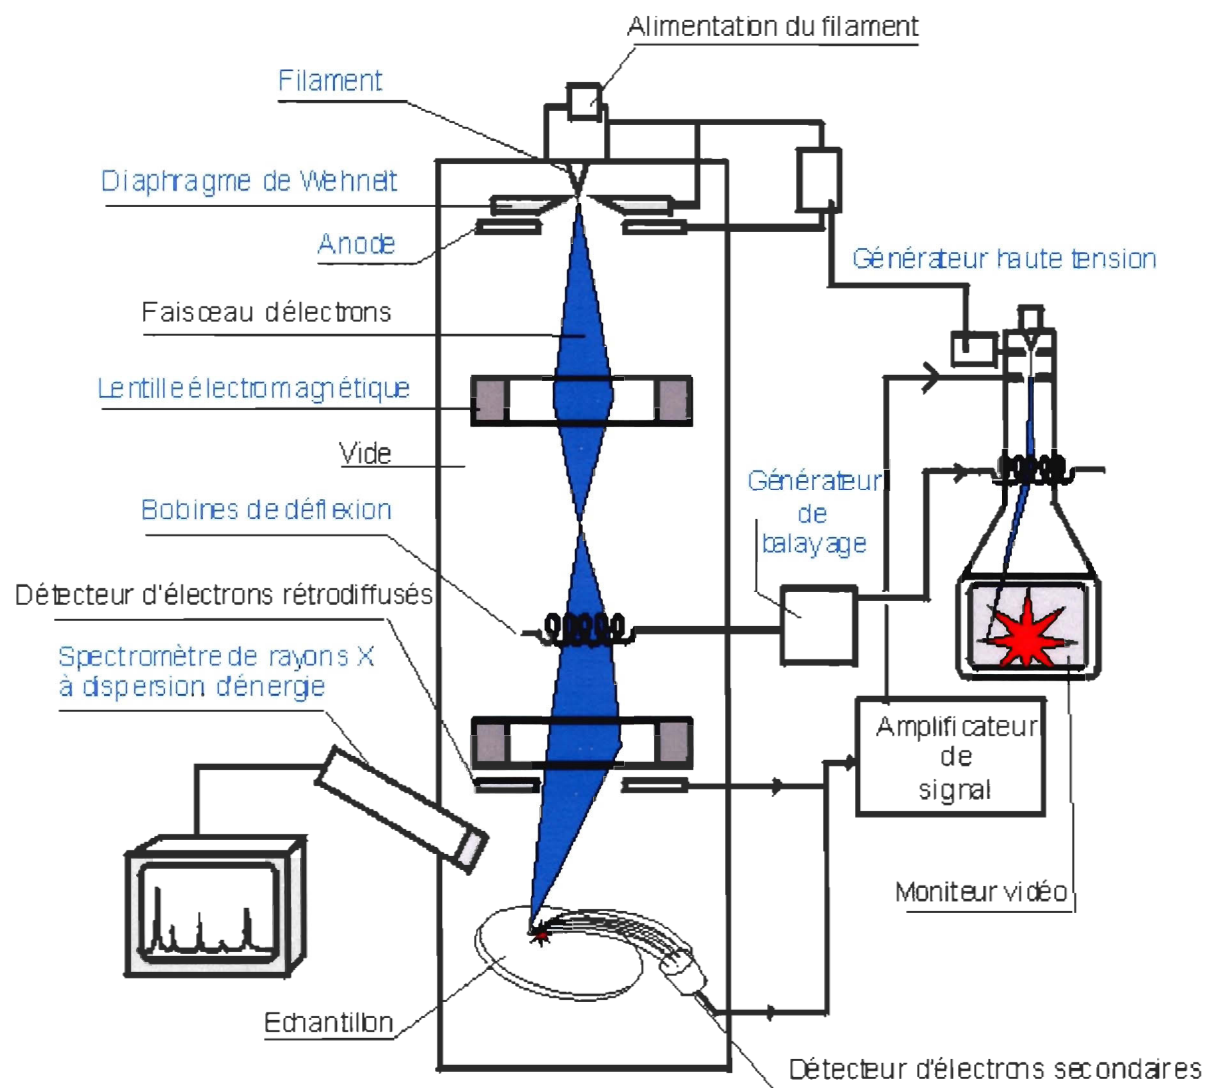 Alimentation du filament
Filament
Diaphragme de Wehnelt
Anode
Générateur haute tension
Faisceau délectrons
Lentille électromagnétique
Vide
Générateur
de
balayage
Bobines de déflexion
Détecteur d'électrons rétrodiffusés
Spectromètre de rayons X
à dispersion d'énergie
Amplificateur
de
signal
Moniteur vidéo
Echantillon
Détecteur d'électrons secondaires